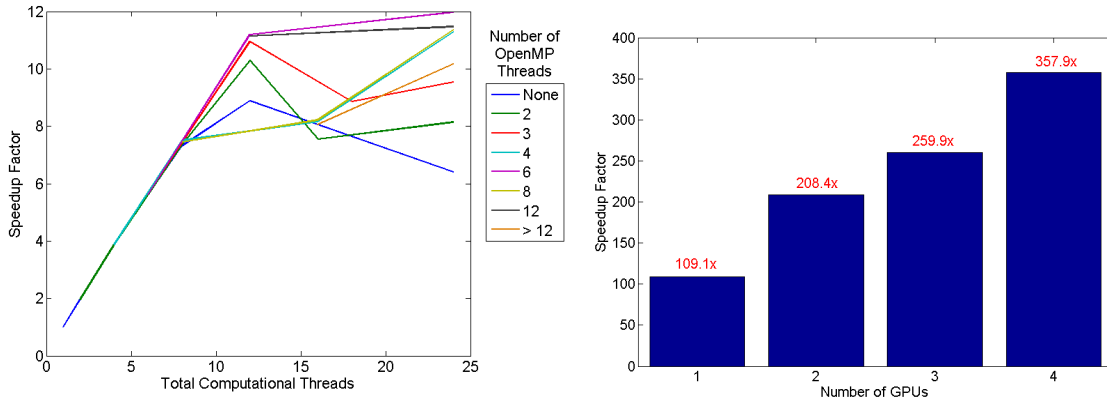 12
10
8
6
4
2
0
Speedup Factor
0 5 10 15 20 25
Total Computational Threads
Number of
OpenMP
Threads
None
2
3
4
6
8
12
> 12
400
350
300
250
200
150
100
50
0
Speedup Factor
109.1x
208.4x
259.9x
357.9x
1 2 3 4
Number of GPUs